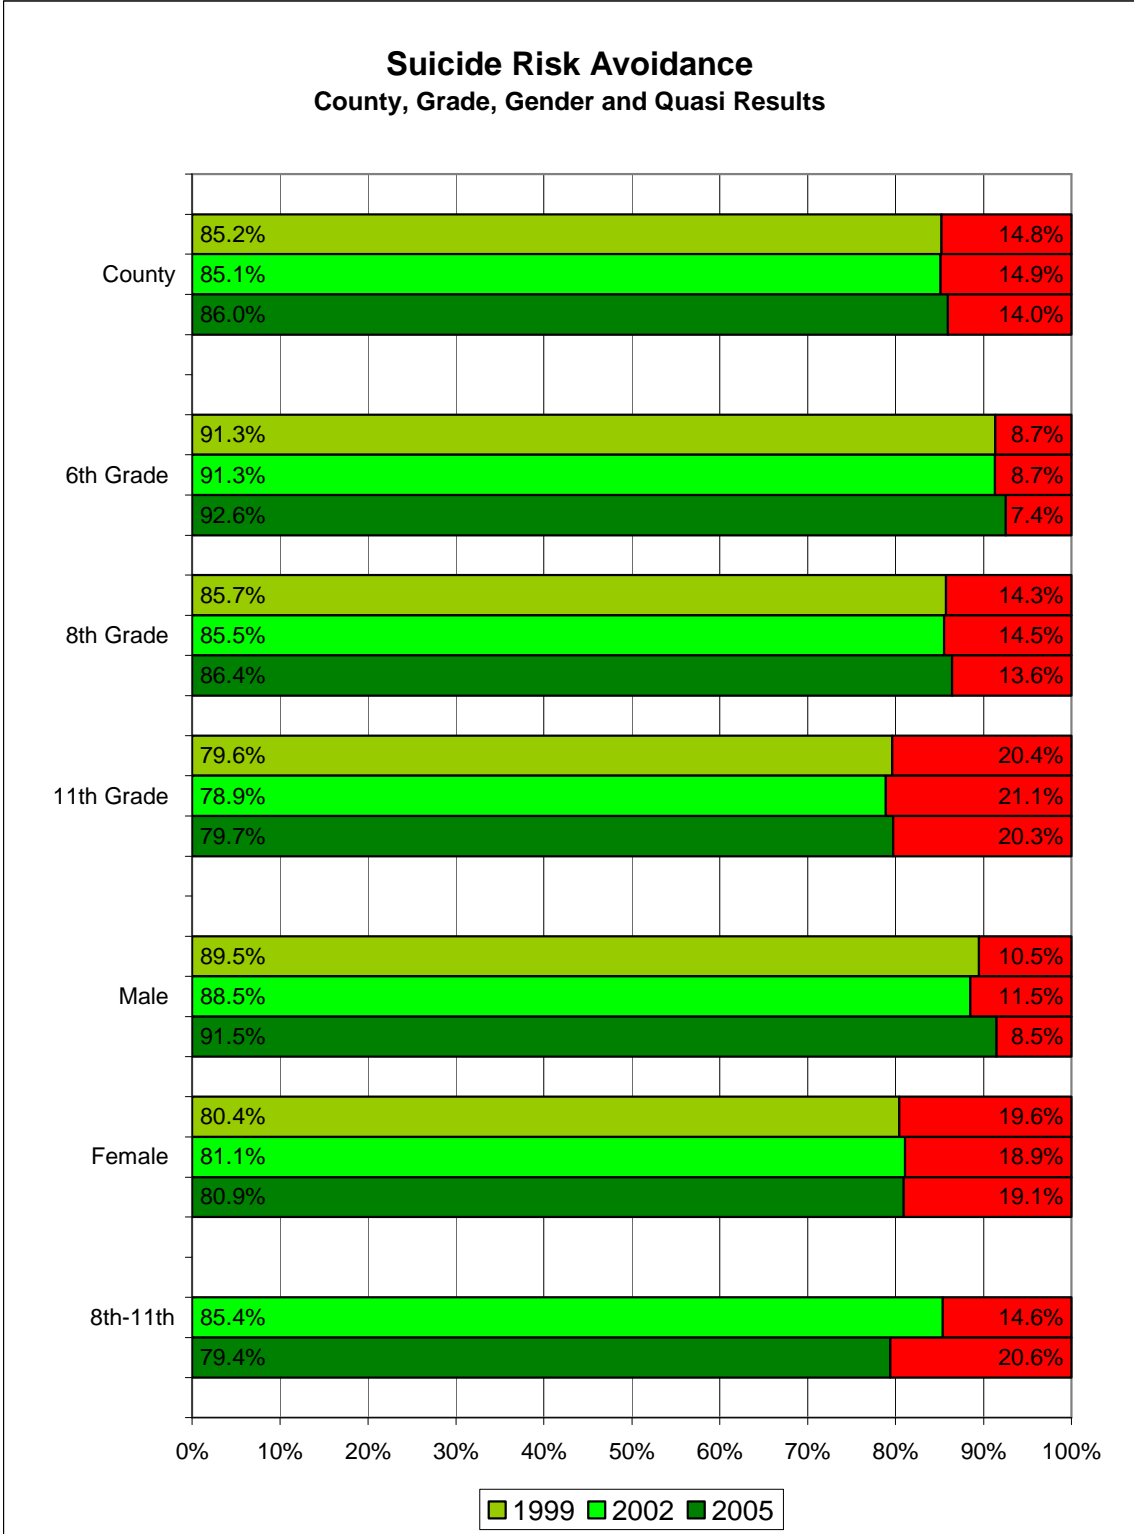 Suicide Risk Avoidance
County, Grade, Gender and Quasi Results
85.2% 14.8%
County 85.1% 14.9%
86.0% 14.0%
91.3% 8.7%
6th Grade 91.3% 8.7%
92.6% 7.4%
85.7% 14.3%
8th Grade 85.5% 14.5%
86.4% 13.6%
79.6% 20.4%
11th Grade 78.9% 21.1%
79.7% 20.3%
89.5% 10.5%
Male 88.5% 11.5%
91.5% 8.5%
80.4% 19.6%
Female 81.1% 18.9%
80.9% 19.1%
8th-11th 85.4% 14.6%
79.4% 20.6%
0% 10% 20% 30% 40% 50% 60% 70% 80% 90% 100%
1999 2002 2005